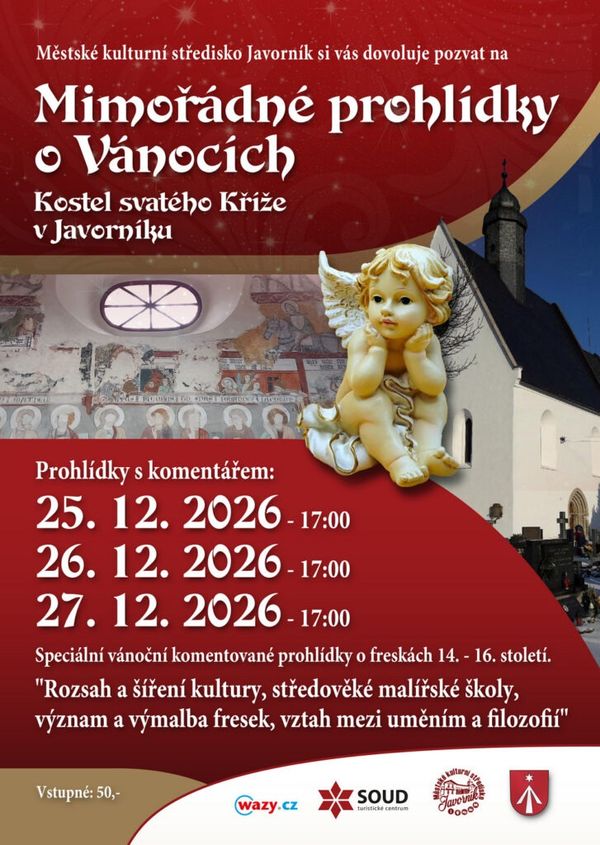 Městské kulturní středisko Javorník si vás dovoluje pozvat na
Mimořádné prohlídky
o Vánocích
Kostel svatého Kříže
v Javorníku
Prohlídky s komentářem:
25. 12. 2026 - 17:00
26. 12. 2026 - 17:00
27. 12. 2026 - 17:00
Speciální vánoční komentované prohlídky o freskách 14. - 16. století.
"Rozsah a šíření kultury, středověké malířské školy,
význam a výmalba fresek, vztah mezi uměním a filozofií"
Vstupné: 50,-
wazy.cz
SOUD
turistické centrum
Městské kulturní středisko
Javorník